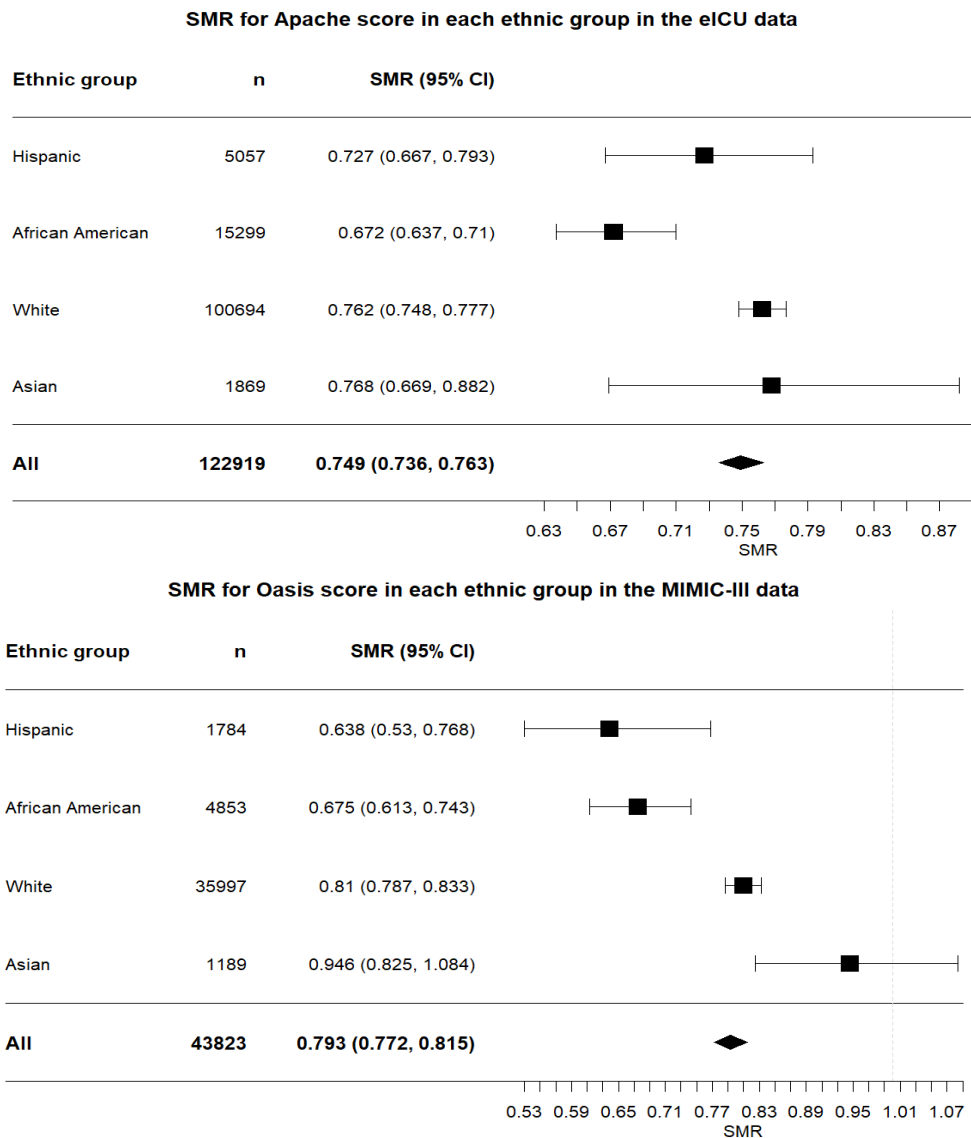 SMR for Apache score in each ethnic group in the eICU data
Ethnic group n SMR (95% CI)
Hispanic 5057 0.727 (0.667, 0.793)
African American 15299 0.672 (0.637, 0.71)
White 100694 0.762 (0.748, 0.777)
Asian 1869 0.768 (0.669, 0.882)
All 122919 0.749 (0.736, 0.763)
0.63 0.67 0.71 0.75 0.79 0.83 0.87
SMR
SMR for Oasis score in each ethnic group in the MIMIC-III data
Ethnic group n SMR (95% CI)
Hispanic 1784 0.638 (0.53, 0.768)
African American 4853 0.675 (0.613, 0.743)
White 35997 0.81 (0.787, 0.833)
Asian 1189 0.946 (0.825, 1.084)
All 43823 0.793 (0.772, 0.815)
0.53 0.59 0.65 0.71 0.77 0.83 0.89 0.95 1.01 1.07
SMR